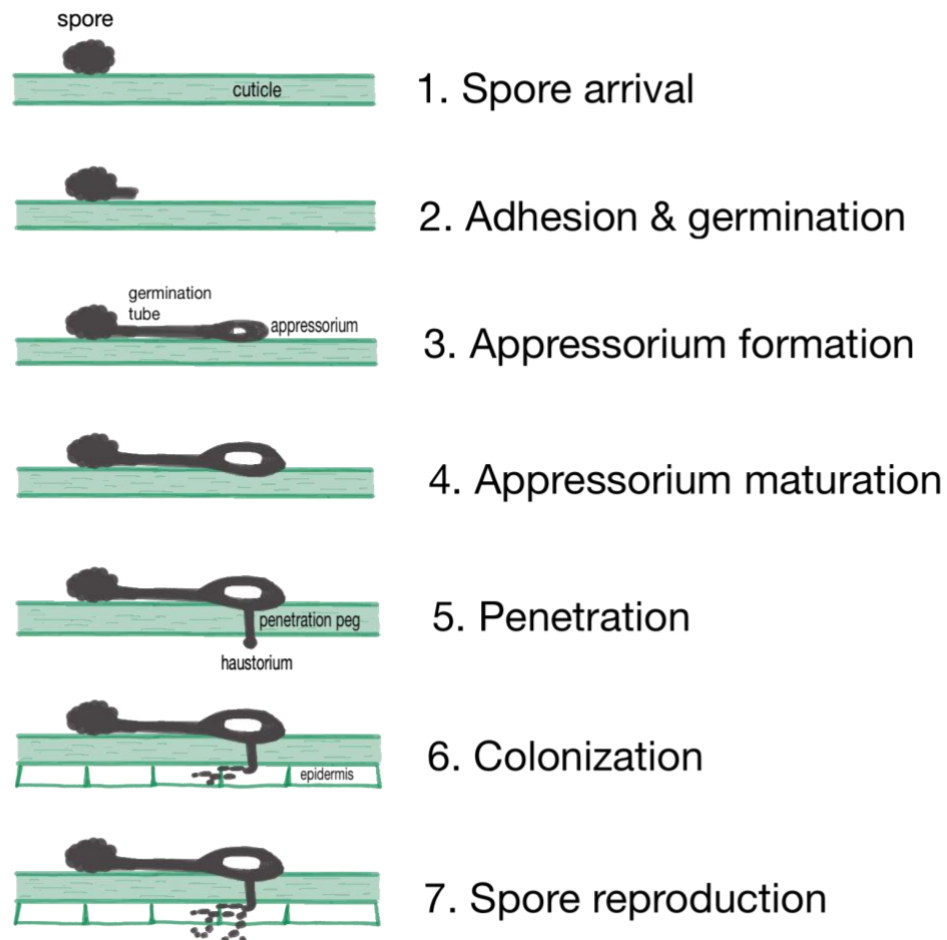 spore
cuticle
1. Spore arrival
2. Adhesion & germination
germination
tube
appressorium
3. Appressorium formation
4. Appressorium maturation
penetration peg
haustorium
5. Penetration
epidermis
6. Colonization
7. Spore reproduction